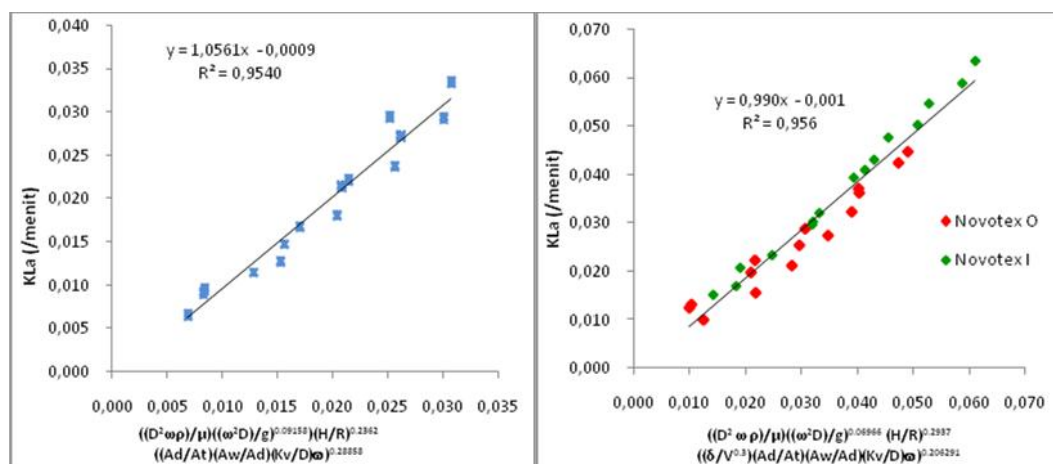 0,040
0,035
0,030
0,025
0,020
0,015
0,010
0,005
0,000
KLa (/menit)
y = 1,0561x - 0,0009
R² = 0,9540
0,000 0,005 0,010 0,015 0,020 0,025 0,030 0,035
((D²ωρ)/μ)((ω²D)/g)^0.09158)(H/R)^0.2362
((Ad/At)(Aw/Ad)(Kv/D)ω)^0.28858
0,070
0,060
0,050
0,040
0,030
0,020
0,010
0,000
KLa (/menit)
y = 0,990x - 0,001
R² = 0,956
Novotex O
Novotex I
0,000 0,010 0,020 0,030 0,040 0,050 0,060 0,070
((D² ω ρ)/μ)((ω²D)/g)^0.06966 (H/R)^0.2937
((δ/V^0.3)(Ad/At)(Aw/Ad)(Kv/D)ω)^0.206291